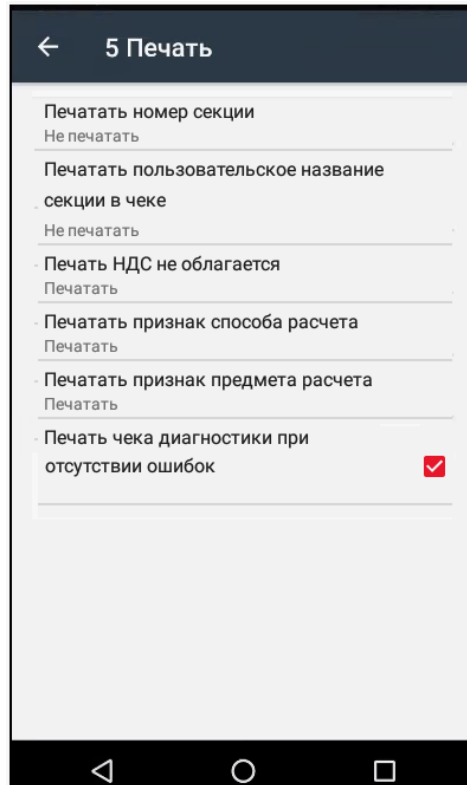 5 Печать
Печатать номер секции
Не печатать
Печатать пользовательское название
секции в чеке
Не печатать
Печать НДС не облагается
Печатать
Печатать признак способа расчета
Печатать
Печатать признак предмета расчета
Печатать
Печать чека диагностики при
отсутствии ошибок